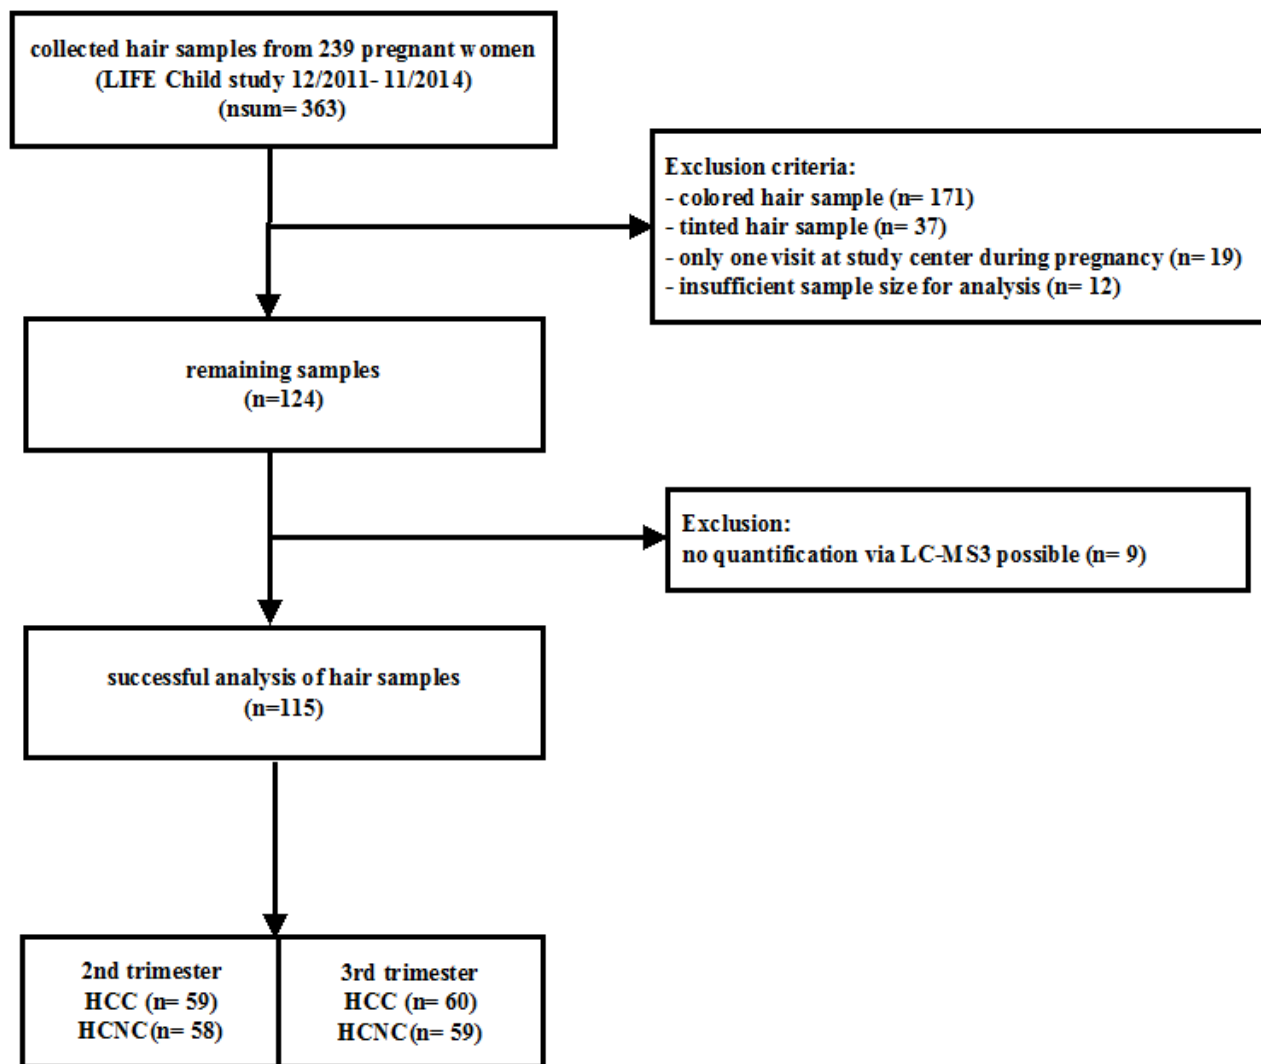 collected hair samples from 239 pregnant women
(LIFE Child study 12/2011- 11/2014)
(nsum= 363)
Exclusion criteria:
- colored hair sample (n= 171)
- tinted hair sample (n= 37)
- only one visit at study center during pregnancy (n= 19)
- insufficient sample size for analysis (n= 12)
remaining samples
(n=124)
Exclusion:
no quantification via LC-MS3 possible (n= 9)
successful analysis of hair samples
(n=115)
2nd trimester
HCC (n= 59)
HCNC(n= 58)
3rd trimester
HCC (n= 60)
HCNC(n= 59)